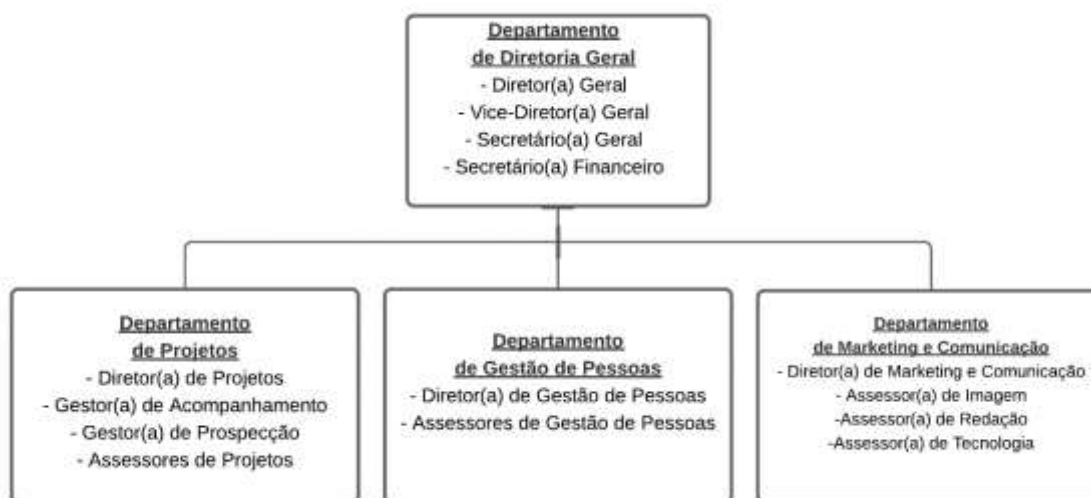 Departamento
de Diretoria Geral
- Diretor(a) Geral
- Vice-Diretor(a) Geral
- Secretário(a) Geral
- Secretário(a) Financeiro
Departamento
de Projetos
- Diretor(a) de Projetos
- Gestor(a) de Acompanhamento
- Gestor(a) de Prospecção
- Assessores de Projetos
Departamento
de Gestão de Pessoas
- Diretor(a) de Gestão de Pessoas
- Assessores de Gestão de Pessoas
Departamento
de Marketing e Comunicação
- Diretor(a) de Marketing e Comunicação
- Assessor(a) de Imagem
-Assessor(a) de Redação
-Assessor(a) de Tecnologia